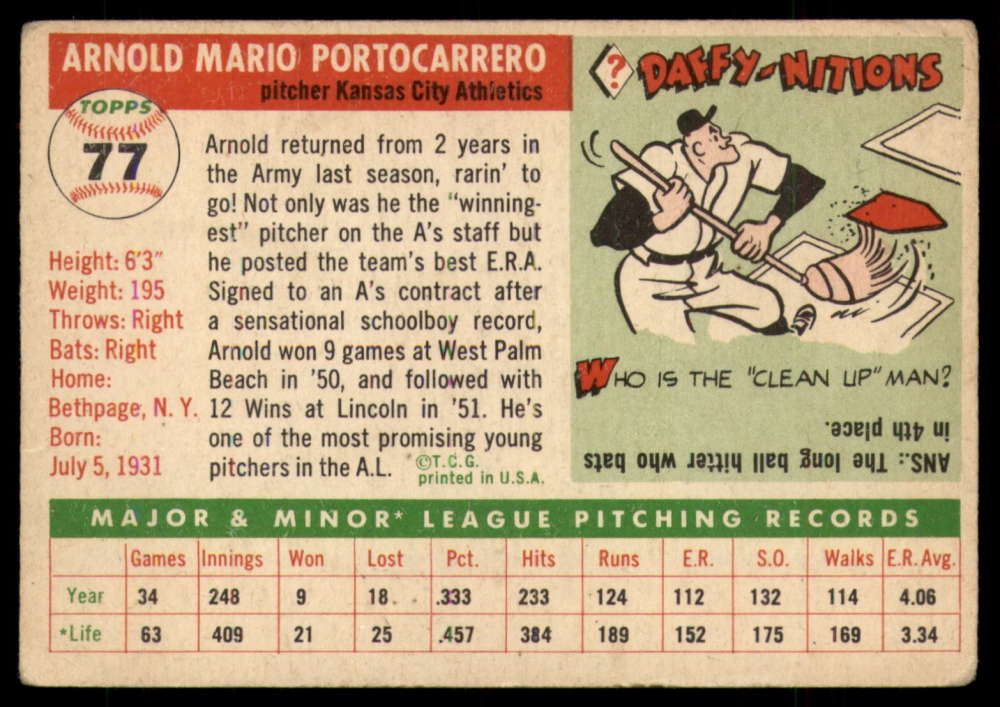 ARNOLD MARIO PORTOCARRERO
pitcher Kansas City Athletics
TOPPS
77
Arnold returned from 2 years in
the Army last season, rarin' to
go! Not only was he the "winning-
est" pitcher on the A's staff but
he posted the team's best E.R.A.
Signed to an A's contract after
a sensational schoolboy record,
Arnold won 9 games at West Palm
Beach in '50, and followed with
12 Wins at Lincoln in '51. He's
one of the most promising young
pitchers in the A.L.
©T.C.G.
printed in U.S.A.
Height: 6'3"
Weight: 195
Throws: Right
Bats: Right
Home:
Bethpage, N. Y.
Born:
July 5, 1931
? DAFFY-NITIONS
WHO IS THE "CLEAN UP" MAN?
ANS.: The long ball hitter who bats
in 4th place.
MAJOR & MINOR* LEAGUE PITCHING RECORDS
Games Innings Won Lost Pct. Hits Runs E.R. S.O. Walks E.R. Avg.
Year 34 248 9 18 .333 233 124 112 132 114 4.06
*Life 63 409 21 25 .457 384 189 152 175 169 3.34